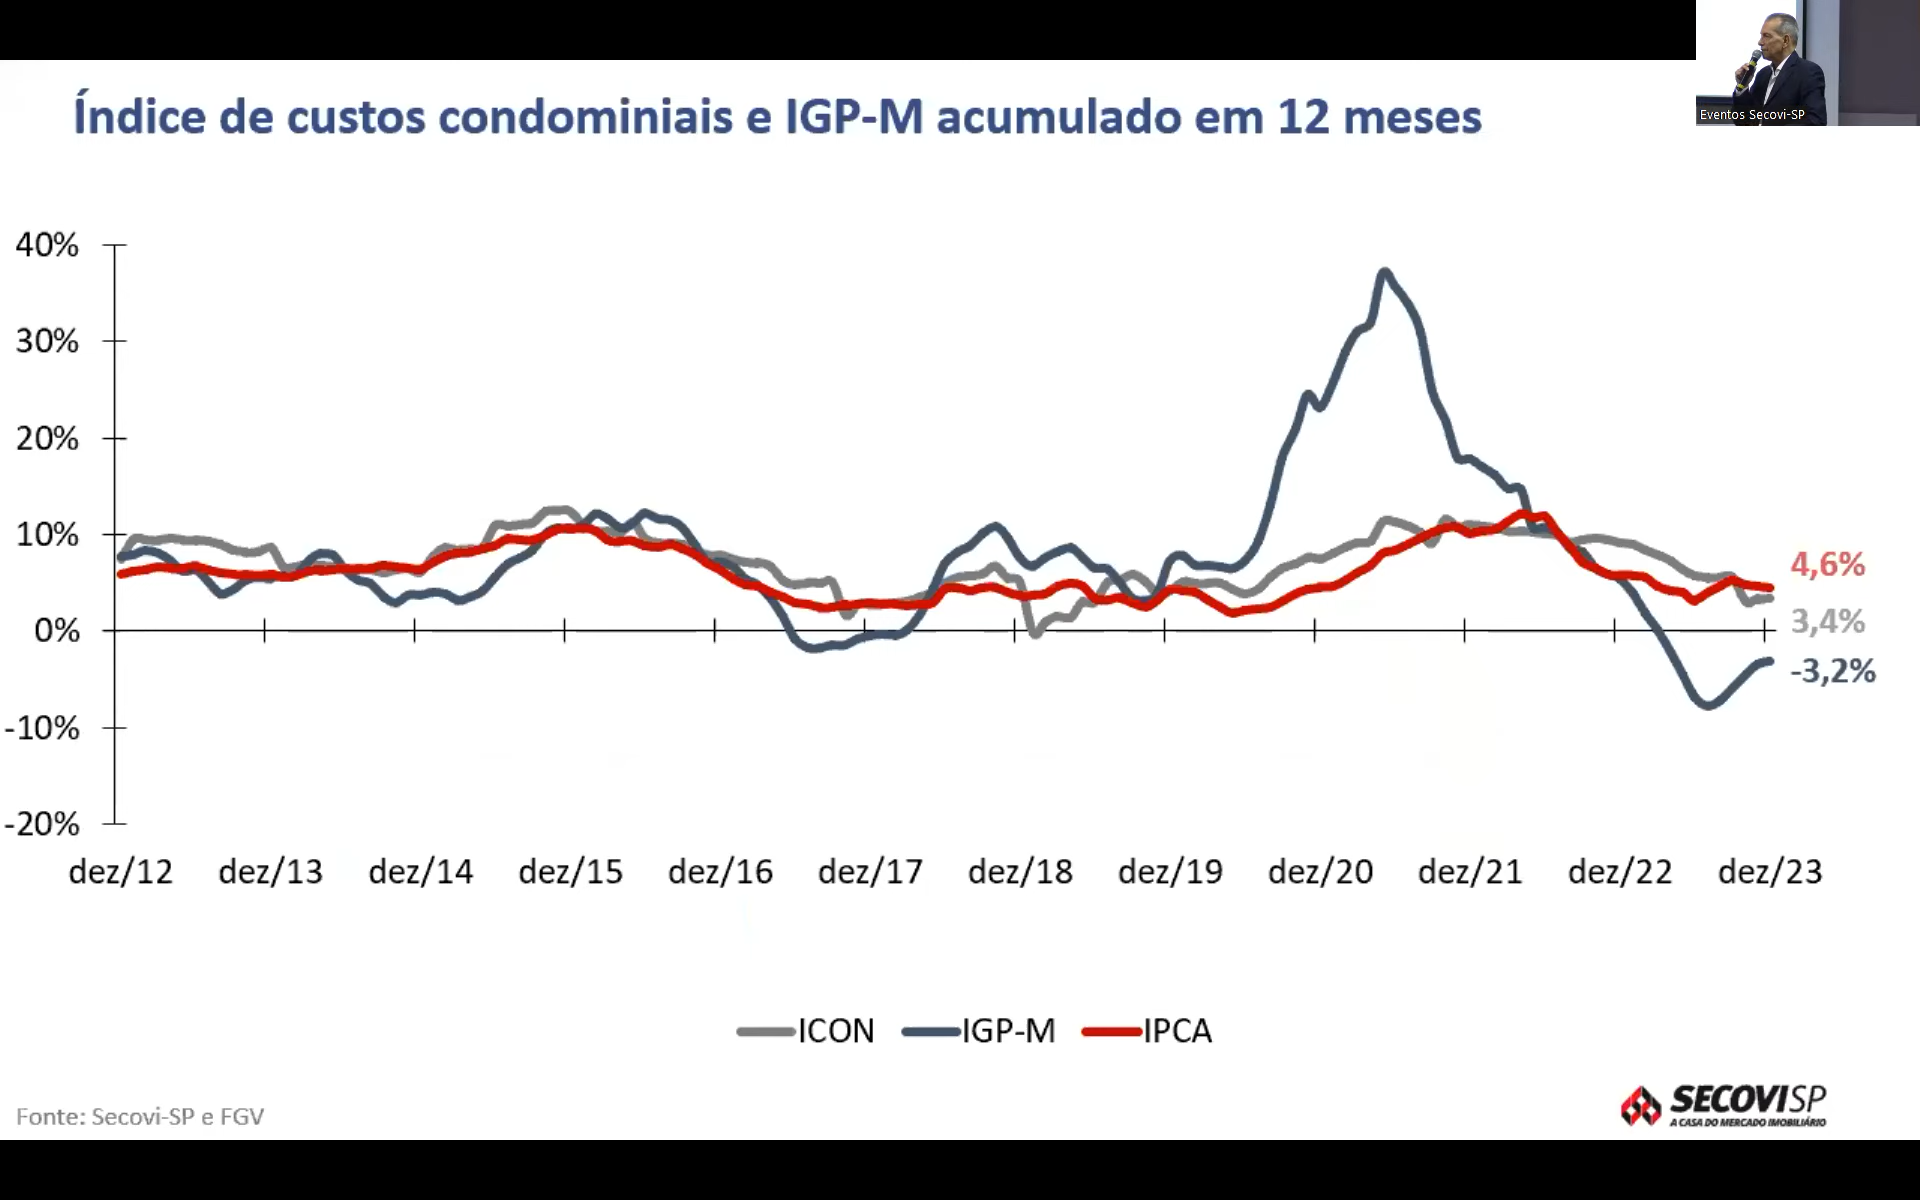 Eventos Secovi-SP
Índice de custos condominiais e IGP-M acumulado em 12 meses
40%
30%
20%
10%
0%
-10%
-20%
4,6%
3,4%
-3,2%
dez/12 dez/13 dez/14 dez/15 dez/16 dez/17 dez/18 dez/19 dez/20 dez/21 dez/22 dez/23
ICON IGP-M IPCA
Fonte: Secovi-SP e FGV
SECOVISP
A CASA DO MERCADO IMOBILIÁRIO